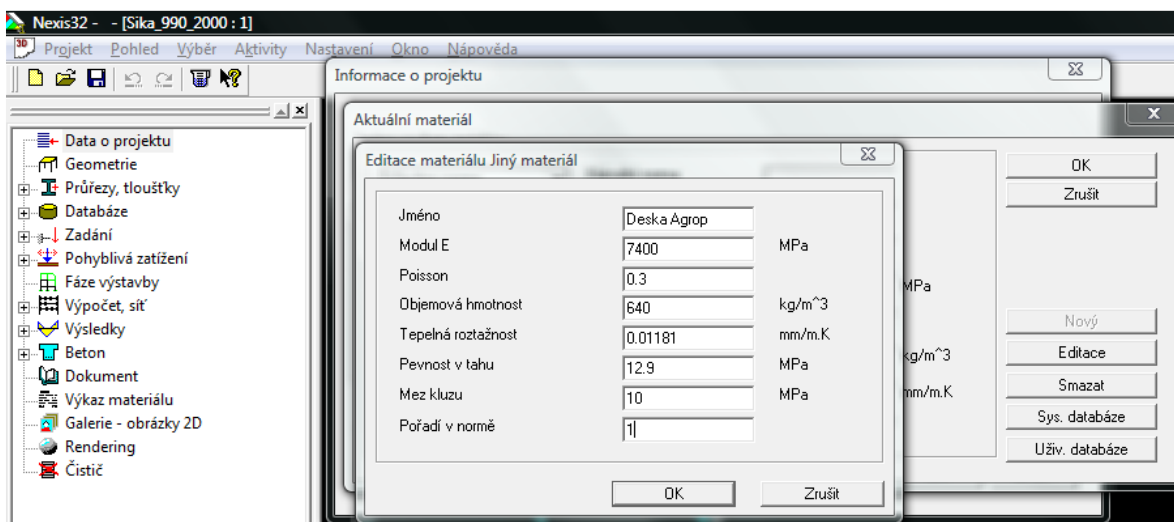 Nexis32 - - [Sika_990_2000 : 1]
Projekt Pohled Výběr Aktivity Nastavení Okno Nápověda
Data o projektu
Geometrie
Průřezy, tloušťky
Databáze
Zadání
Pohyblivá zatížení
Fáze výstavby
Výpočet, síť
Výsledky
Beton
Dokument
Výkaz materiálu
Galerie - obrázky 2D
Rendering
Čistič
Informace o projektu
Aktuální materiál
Editace materiálu Jiný materiál
Jméno Deska Agrop
Modul E 7400 MPa
Poisson 0.3
Objemová hmotnost 640 kg/m^3
Tepelná roztažnost 0.01181 mm/m.K
Pevnost v tahu 12.9 MPa
Mez kluzu 10 MPa
Pořadí v normě 1
OK Zrušit
MPa
kg/m^3
mm/m.K
OK
Zrušit
Nový
Editace
Smazat
Sys. databáze
Uživ. databáze